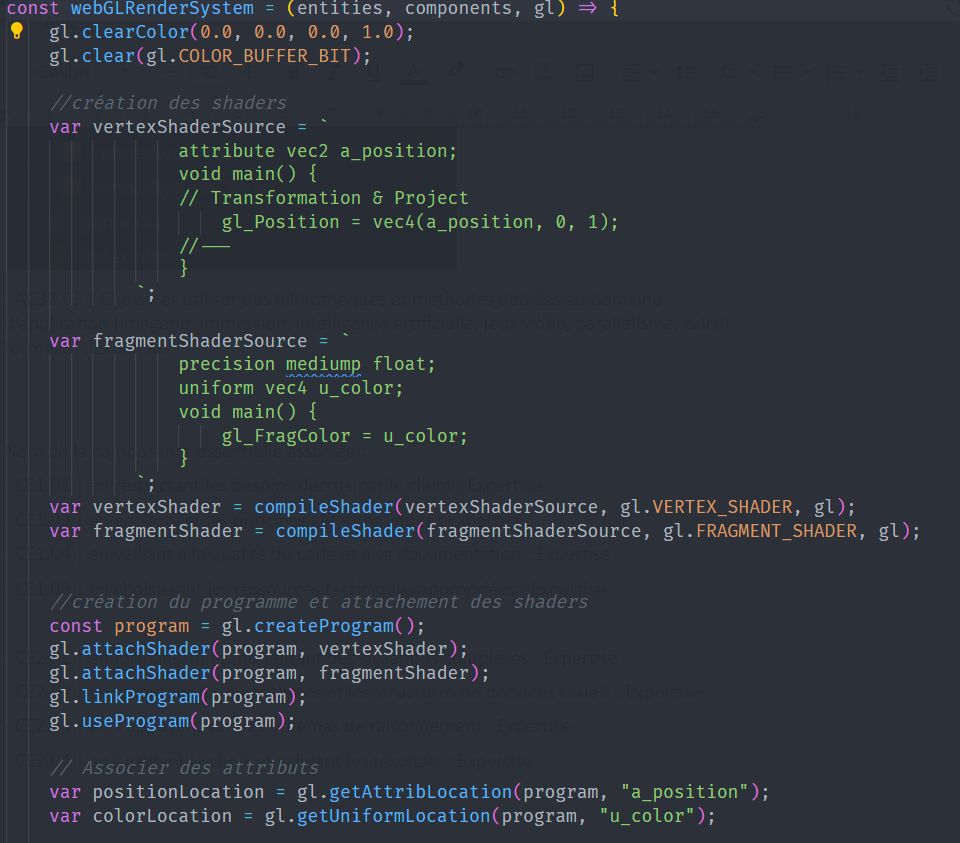 const webGLRenderSystem = (entities, components, gl) => {
gl.clearColor(0.0, 0.0, 0.0, 1.0);
gl.clear(gl.COLOR_BUFFER_BIT);
//création des shaders
var vertexShaderSource = `
attribute vec2 a_position;
void main() {
// Transformation & Project
gl_Position = vec4(a_position, 0, 1);
//---
}
`;
var fragmentShaderSource = `
precision mediump float;
uniform vec4 u_color;
void main() {
gl_FragColor = u_color;
}
`;
var vertexShader = compileShader(vertexShaderSource, gl.VERTEX_SHADER, gl);
var fragmentShader = compileShader(fragmentShaderSource, gl.FRAGMENT_SHADER, gl);
//création du programme et attachement des shaders
const program = gl.createProgram();
gl.attachShader(program, vertexShader);
gl.attachShader(program, fragmentShader);
gl.linkProgram(program);
gl.useProgram(program);
// Associer des attributs
var positionLocation = gl.getAttribLocation(program, "a_position");
var colorLocation = gl.getUniformLocation(program, "u_color");